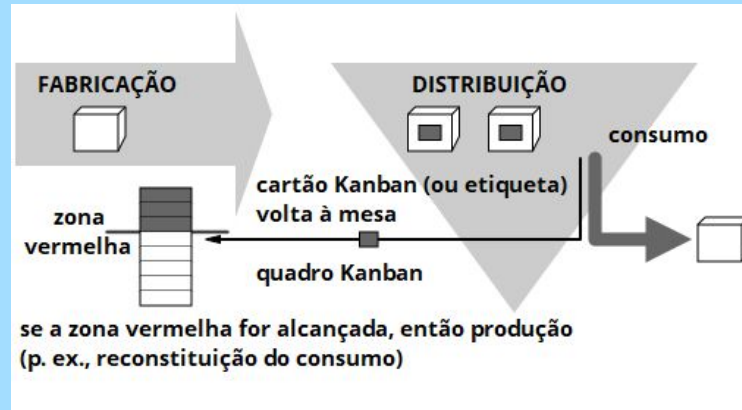 FABRICAÇÃO
DISTRIBUIÇÃO
consumo
cartão Kanban (ou etiqueta)
volta à mesa
zona
vermelha
quadro Kanban
se a zona vermelha for alcançada, então produção
(p. ex., reconstituição do consumo)